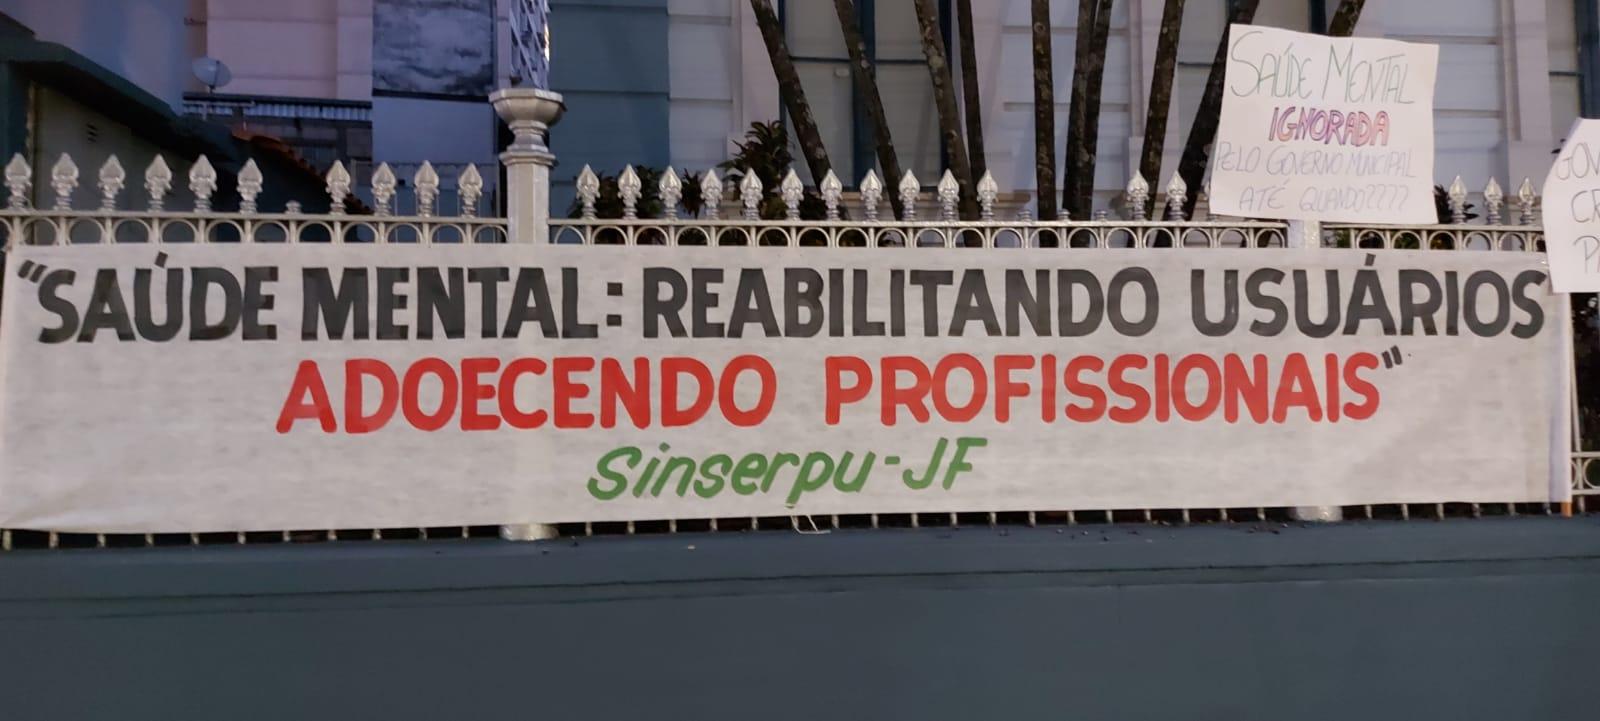 "SAÚDE MENTAL: REABILITANDO USUÁRIOS
ADOECENDO PROFISSIONAIS"
Sinserpu-JF
SAÚDE MENTAL
IGNORADA
PELO GOVERNO MUNICIPAL
ATÉ QUANDO????